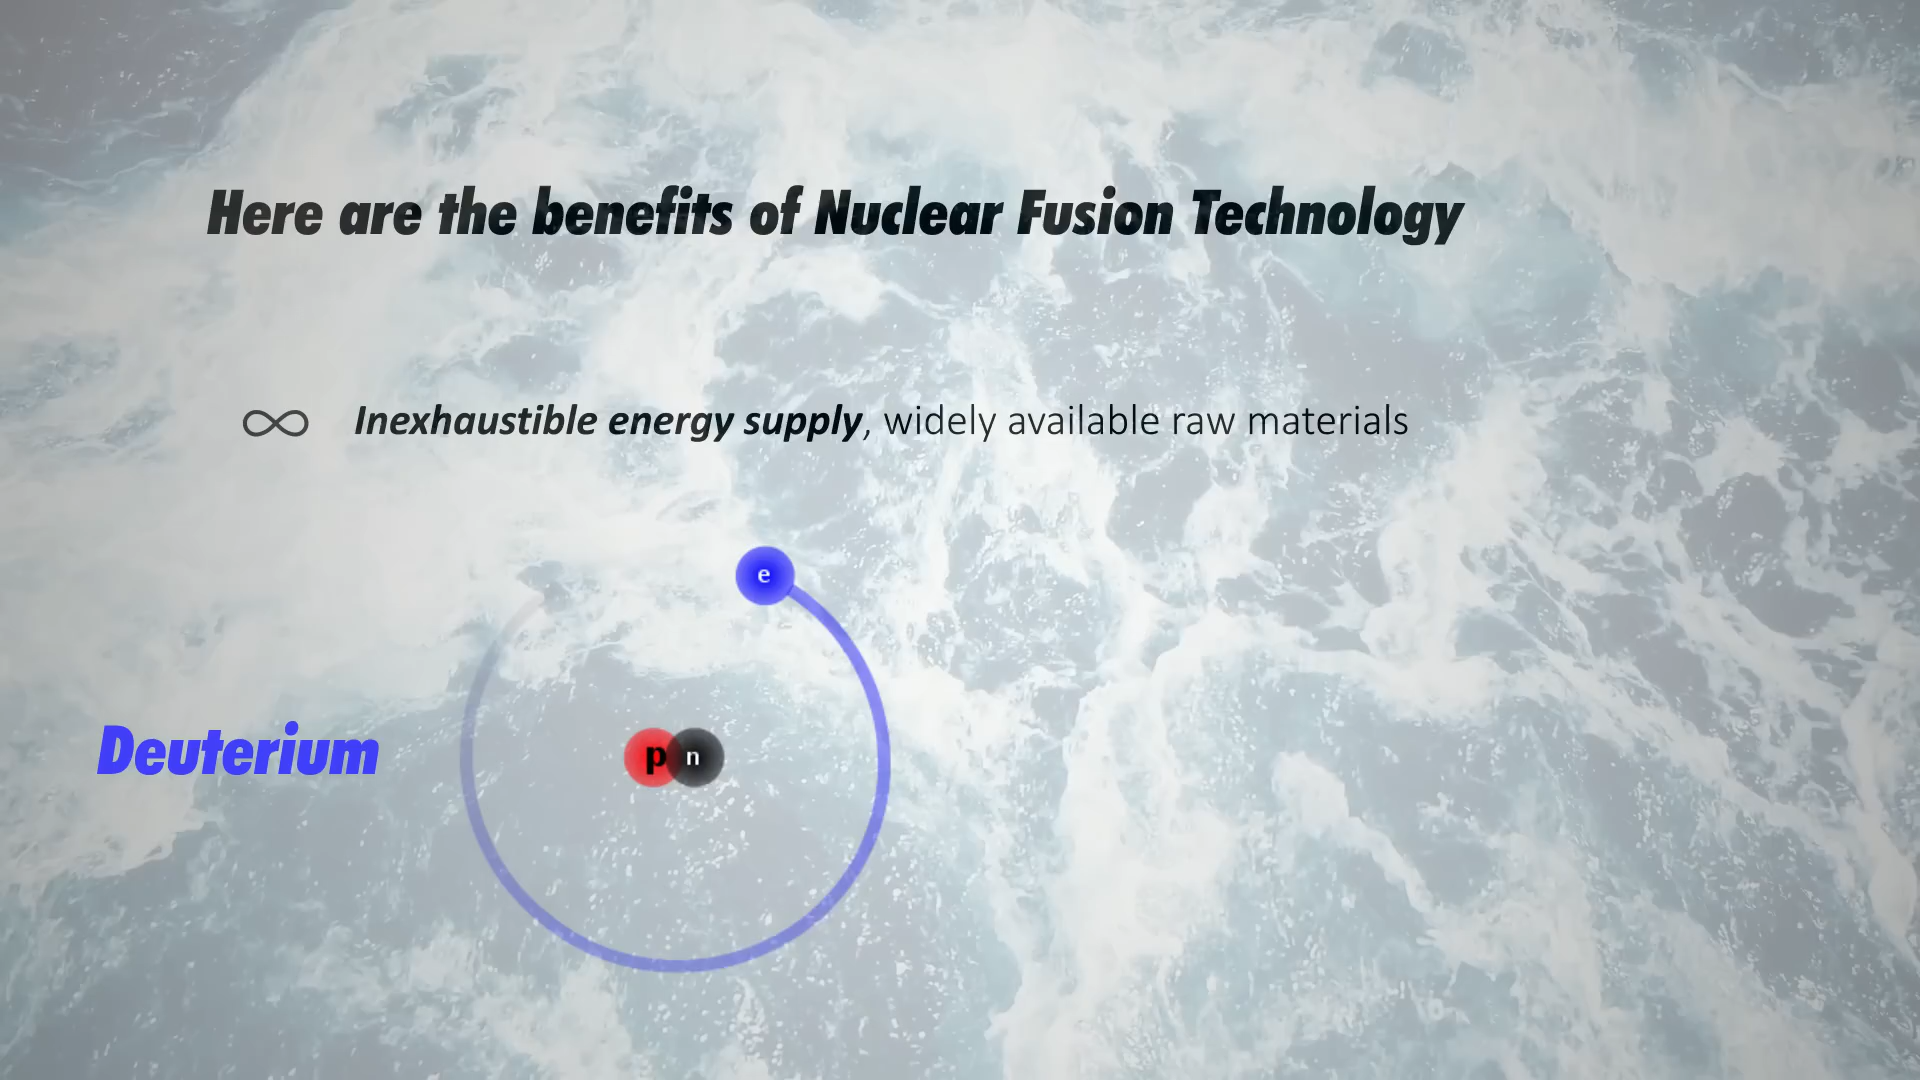 Here are the benefits of Nuclear Fusion Technology
∞ Inexhaustible energy supply, widely available raw materials
e
Deuterium
p n